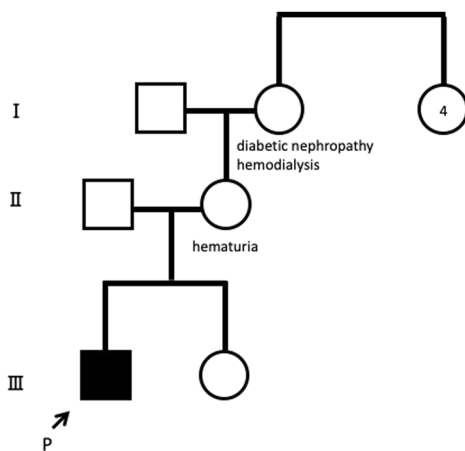 I
4
diabetic nephropathy
hemodialysis
II
hematuria
III
P